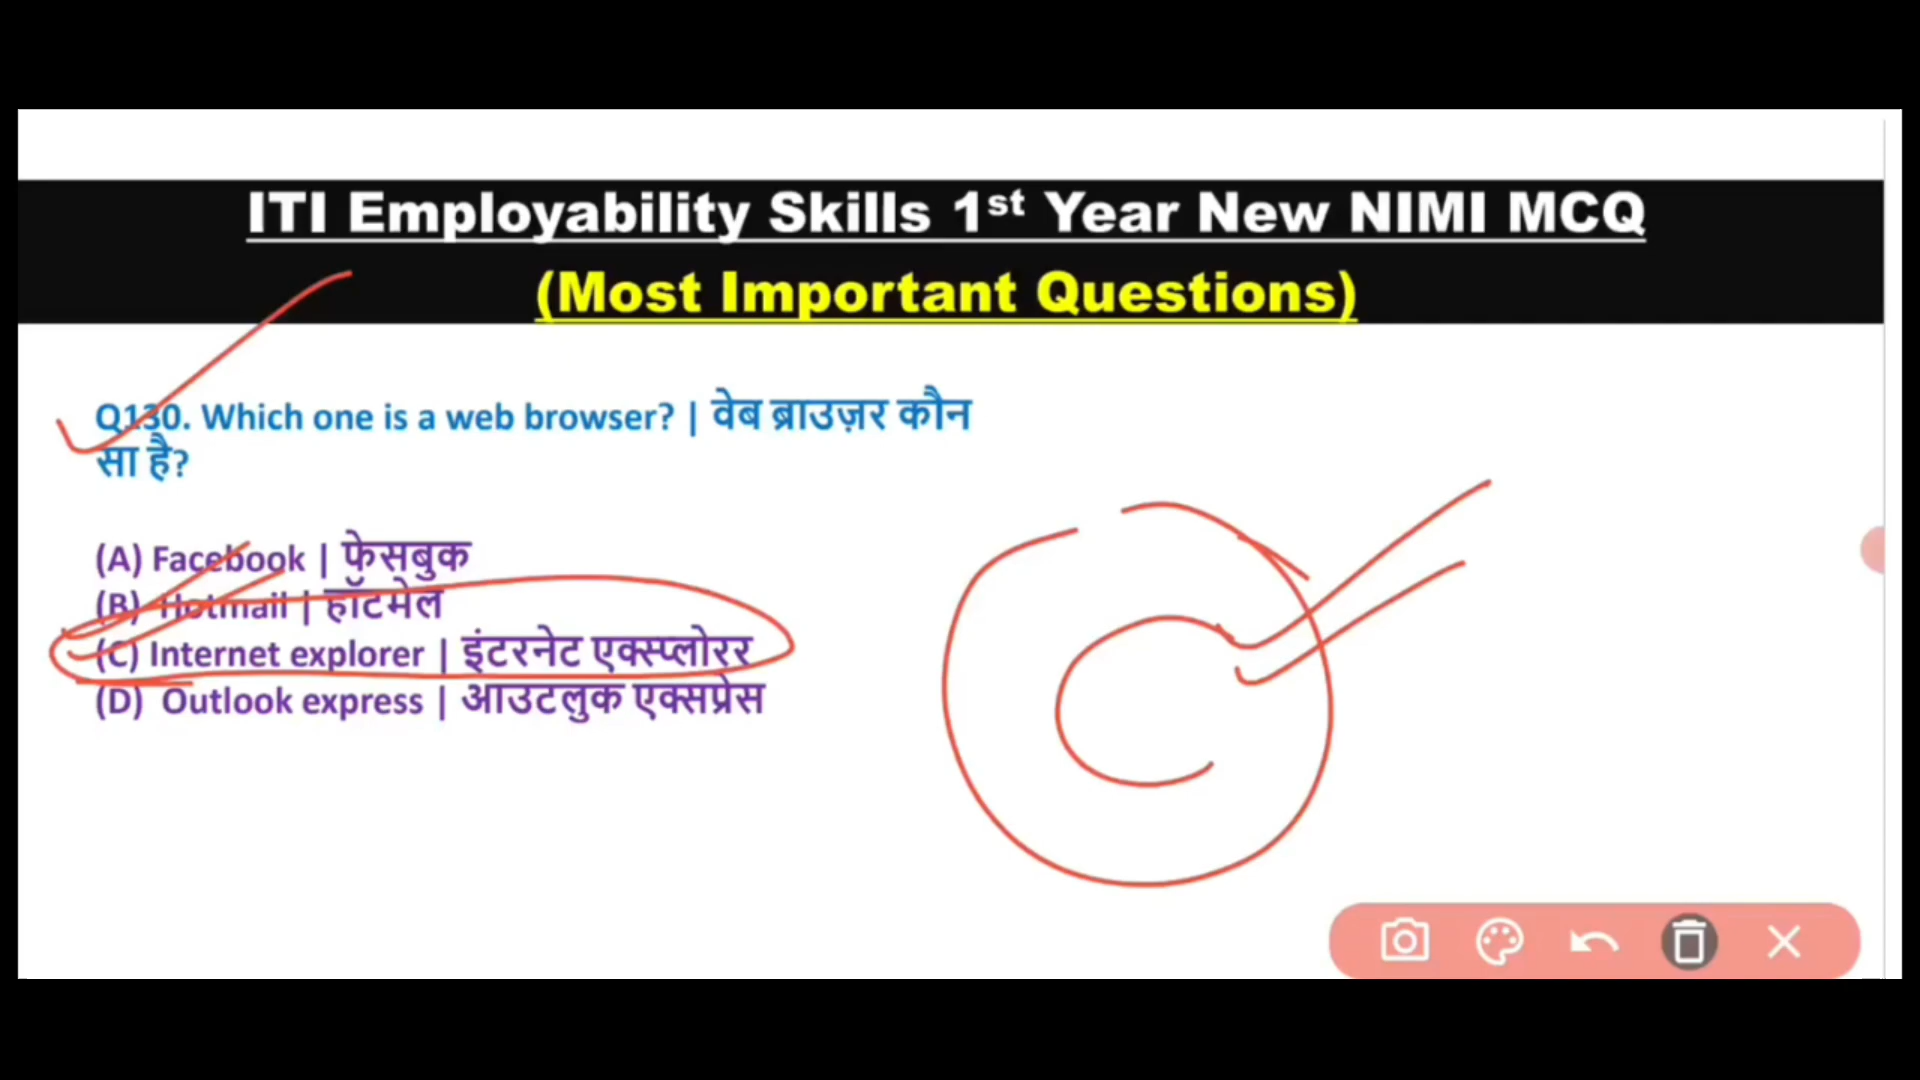 ITI Employability Skills 1st Year New NIMI MCQ
(Most Important Questions)
Q130. Which one is a web browser? | वेब ब्राउज़र कौन
सा है?
(A) Facebook | फेसबुक
(B) Hotmail | हॉटमेल
(C) Internet explorer | इंटरनेट एक्स्प्लोरर
(D) Outlook express | आउटलुक एक्सप्रेस
C